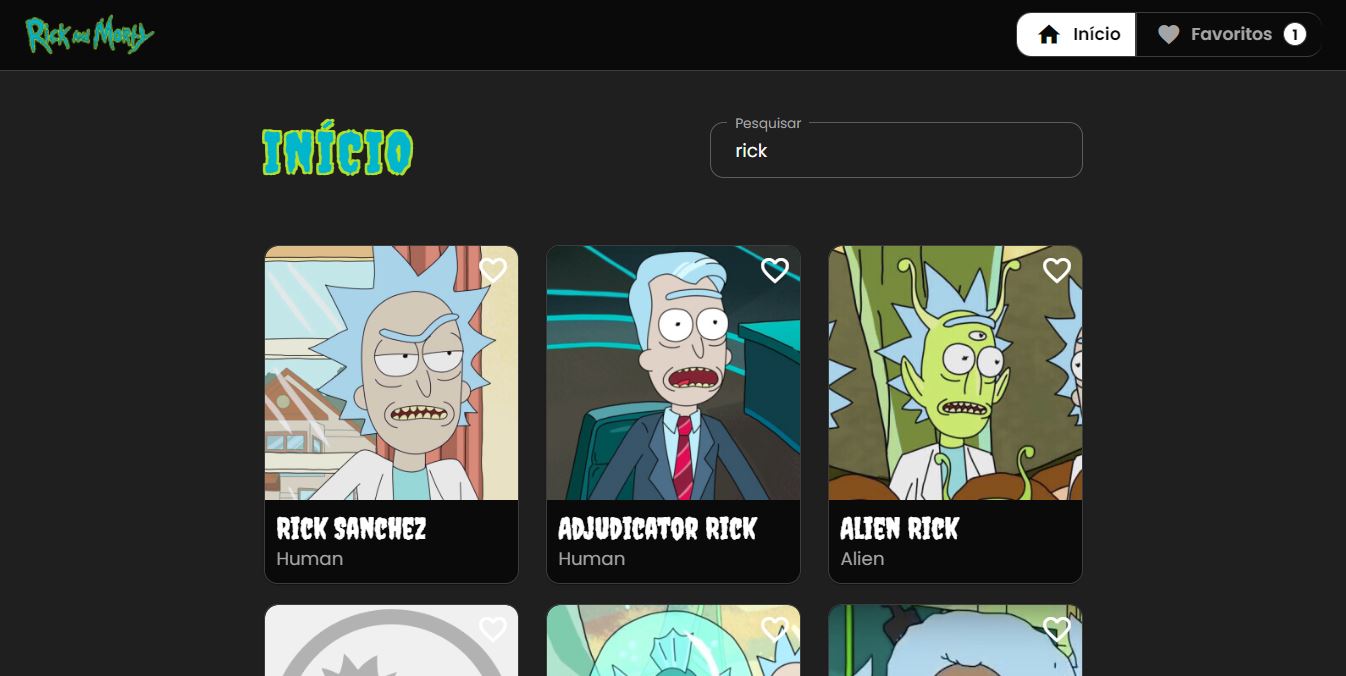 Rick and Morty
Início
Favoritos 1
INÍCIO
Pesquisar
rick
RICK SANCHEZ
Human
ADJUDICATOR RICK
Human
ALIEN RICK
Alien